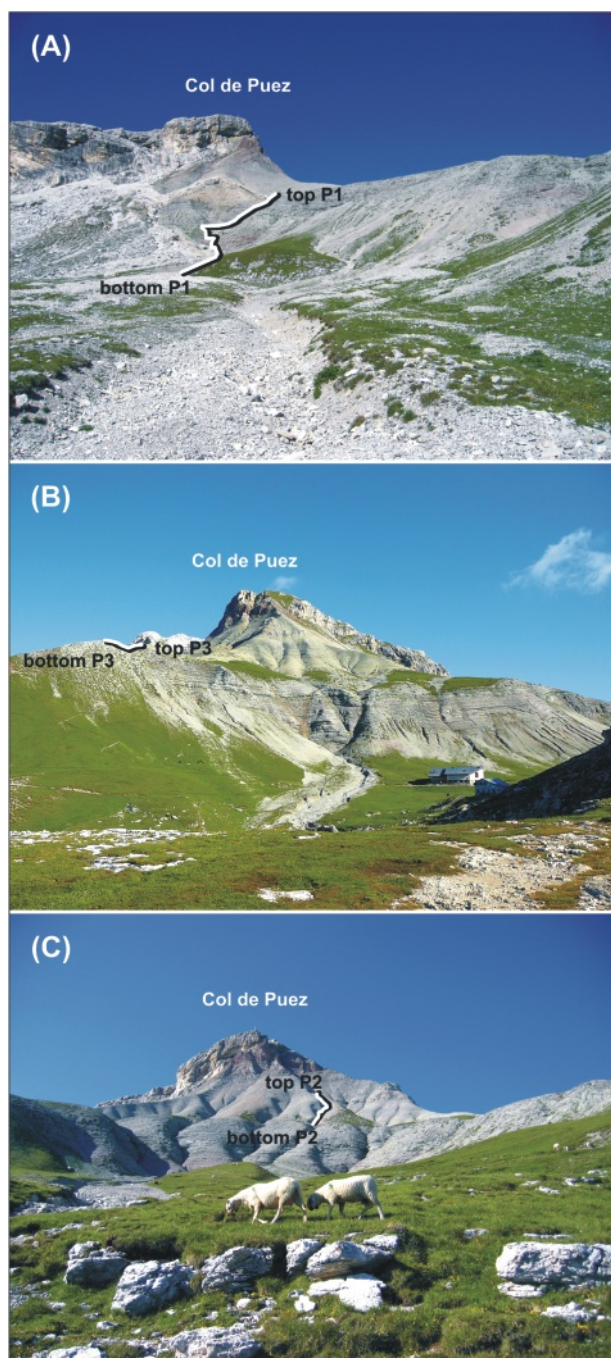 (A)
Col de Puez
top P1
bottom P1
(B)
Col de Puez
bottom P3
top P3
(C)
Col de Puez
top P2
bottom P2